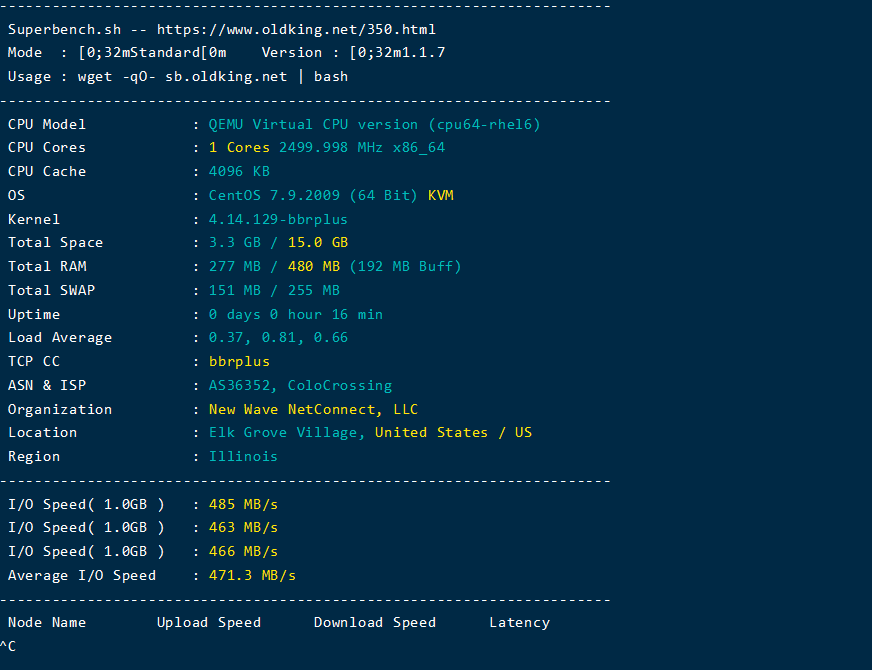 ----------------------------------------------------------------------
Superbench.sh -- https://www.oldking.net/350.html
Mode  : [0;32mStandard[0m    Version : [0;32m1.1.7
Usage : wget -qO- sb.oldking.net | bash
----------------------------------------------------------------------
CPU Model            : QEMU Virtual CPU version (cpu64-rhel6)
CPU Cores            : 1 Cores 2499.998 MHz x86_64
CPU Cache            : 4096 KB
OS                   : CentOS 7.9.2009 (64 Bit) KVM
Kernel               : 4.14.129-bbrplus
Total Space          : 3.3 GB / 15.0 GB
Total RAM            : 277 MB / 480 MB (192 MB Buff)
Total SWAP           : 151 MB / 255 MB
Uptime               : 0 days 0 hour 16 min
Load Average         : 0.37, 0.81, 0.66
TCP CC               : bbrplus
ASN & ISP            : AS36352, ColoCrossing
Organization         : New Wave NetConnect, LLC
Location             : Elk Grove Village, United States / US
Region               : Illinois
----------------------------------------------------------------------
I/O Speed( 1.0GB )   : 485 MB/s
I/O Speed( 1.0GB )   : 463 MB/s
I/O Speed( 1.0GB )   : 466 MB/s
Average I/O Speed    : 471.3 MB/s
----------------------------------------------------------------------
Node Name        Upload Speed      Download Speed      Latency
^C